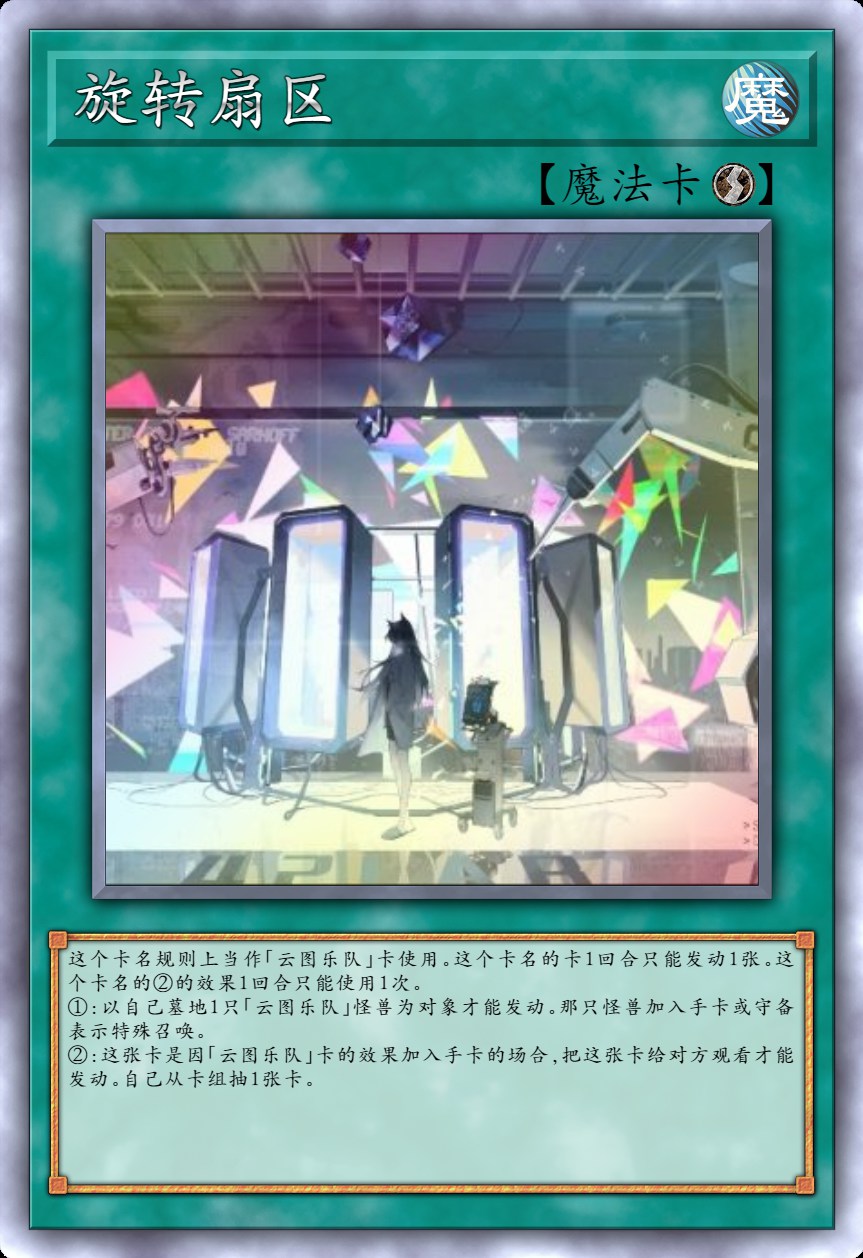 旋转扇区
魔
【魔法卡】
SARKOFF
这个卡名规则上当作「云图乐队」卡使用。这个卡名的卡1回合只能发动1张。这
个卡名的②的效果1回合只能使用1次。
①:以自己墓地1只「云图乐队」怪兽为对象才能发动。那只怪兽加入手卡或守备
表示特殊召唤。
②:这张卡是因「云图乐队」卡的效果加入手卡的场合,把这张卡给对方观看才能
发动。自己从卡组抽1张卡。